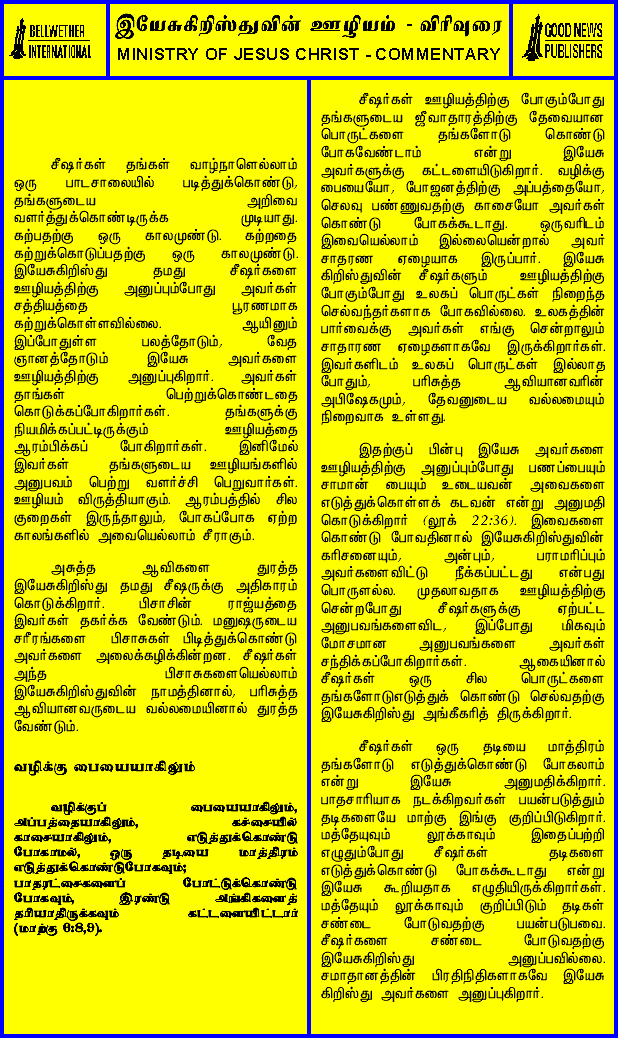 BELLWETHER
INTERNATIONAL
இயேசுகிறிஸ்துவின் ஊழியம் - விரிவுரை
MINISTRY OF JESUS CHRIST - COMMENTARY
GOOD NEWS
PUBLISHERS
சீஷர்கள் தங்கள் வாழ்நாளெல்லாம்
ஒரு பாடசாலையில் படித்துக்கொண்டு,
தங்களுடைய அறிவை
வளர்த்துக்கொண்டிருக்க முடியாது.
கற்பதற்கு ஒரு காலமுண்டு. கற்றதை
கற்றுக்கொடுப்பதற்கு ஒரு காலமுண்டு.
இயேசுகிறிஸ்து தமது சீஷர்களை
ஊழியத்திற்கு அனுப்பும்போது அவர்கள்
சத்தியத்தை பூரணமாக
கற்றுக்கொள்ளவில்லை. ஆயினும்
இப்போதுள்ள பலத்தோடும், வேத
ஞானத்தோடும் இயேசு அவர்களை
ஊழியத்திற்கு அனுப்புகிறார். அவர்கள்
தாங்கள் பெற்றுக்கொண்டதை
கொடுக்கப்போகிறார்கள். தங்களுக்கு
நியமிக்கப்பட்டிருக்கும் ஊழியத்தை
ஆரம்பிக்கப் போகிறார்கள். இனிமேல்
இவர்கள் தங்களுடைய ஊழியங்களில்
அனுபவம் பெற்று வளர்ச்சி பெறுவார்கள்.
ஊழியம் விருத்தியாகும். ஆரம்பத்தில் சில
குறைகள் இருந்தாலும், போகப்போக ஏற்ற
காலங்களில் அவையெல்லாம் சீராகும்.
அசுத்த ஆவிகளை துரத்த
இயேசுகிறிஸ்து தமது சீஷருக்கு அதிகாரம்
கொடுக்கிறார். பிசாசின் ராஜ்யத்தை
இவர்கள் தகர்க்க வேண்டும். மனுஷருடைய
சரீரங்களை பிசாசுகள் பிடித்துக்கொண்டு
அவர்களை அலைக்கழிக்கின்றன. சீஷர்கள்
அந்த பிசாசுகளையெல்லாம்
இயேசுகிறிஸ்துவின் நாமத்தினால், பரிசுத்த
ஆவியானவருடைய வல்லமையினால் துரத்த
வேண்டும்.
வழிக்கு பையையாகிலும்
வழிக்குப் பையையாகிலும்,
அப்பத்தையாகிலும், கச்சையில்
காசையாகிலும், எடுத்துக்கொண்டு
போகாமல், ஒரு தடியை மாத்திரம்
எடுத்துக்கொண்டுபோகவும்;
பாதரட்சைகளைப் போட்டுக்கொண்டு
போகவும், இரண்டு அங்கிகளைத்
தரியாதிருக்கவும் கட்டளையிட்டார்
(மாற்கு 6:8,9).
சீஷர்கள் ஊழியத்திற்கு போகும்போது
தங்களுடைய ஜீவாதாரத்திற்கு தேவையான
பொருட்களை தங்களோடு கொண்டு
போகவேண்டாம் என்று இயேசு
அவர்களுக்கு கட்டளையிடுகிறார். வழிக்கு
பையையோ, போஜனத்திற்கு அப்பத்தையோ,
செலவு பண்ணுவதற்கு காசையோ அவர்கள்
கொண்டு போகக்கூடாது. ஒருவரிடம்
இவையெல்லாம் இல்லையென்றால் அவர்
சாதரண ஏழையாக இருப்பார். இயேசு
கிறிஸ்துவின் சீஷர்களும் ஊழியத்திற்கு
போகும்போது உலகப் பொருட்கள் நிறைந்த
செல்வந்தர்களாக போகவில்லை. உலகத்தின்
பார்வைக்கு அவர்கள் எங்கு சென்றாலும்
சாதாரண ஏழைகளாகவே இருக்கிறார்கள்.
இவர்களிடம் உலகப் பொருட்கள் இல்லாத
போதும், பரிசுத்த ஆவியானவரின்
அபிஷேகமும், தேவனுடைய வல்லமையும்
நிறைவாக உள்ளது.
இதற்குப் பின்பு இயேசு அவர்களை
ஊழியத்திற்கு அனுப்பும்போது பணப்பையும்
சாமான் பையும் உடையவன் அவைகளை
எடுத்துக்கொள்ளக் கடவன் என்று அனுமதி
கொடுக்கிறார் (லூக் 22:36). இவைகளை
கொண்டு போவதினால் இயேசுகிறிஸ்துவின்
கரிசனையும், அன்பும், பராமரிப்பும்
அவர்களைவிட்டு நீக்கப்பட்டது என்பது
பொருளல்ல. முதலாவதாக ஊழியத்திற்கு
சென்றபோது சீஷர்களுக்கு ஏற்பட்ட
அனுபவங்களைவிட, இப்போது மிகவும்
மோசமான அனுபவங்களை அவர்கள்
சந்திக்கப்போகிறார்கள். ஆகையினால்
சீஷர்கள் ஒரு சில பொருட்களை
தங்களோடுஎடுத்துக் கொண்டு செல்வதற்கு
இயேசுகிறிஸ்து அங்கீகரித் திருக்கிறார்.
சீஷர்கள் ஒரு தடியை மாத்திரம்
தங்களோடு எடுத்துக்கொண்டு போகலாம்
என்று இயேசு அனுமதிக்கிறார்.
பாதசாரியாக நடக்கிறவர்கள் பயன்படுத்தும்
தடிகளையே மாற்கு இங்கு குறிப்பிடுகிறார்.
மத்தேயுவும் லூக்காவும் இதைப்பற்றி
எழுதும்போது சீஷர்கள் தடிகளை
எடுத்துக்கொண்டு போகக்கூடாது என்று
இயேசு கூறியதாக எழுதியிருக்கிறார்கள்.
மத்தேயும் லூக்காவும் குறிப்பிடும் தடிகள்
சண்டை போடுவதற்கு பயன்படுபவை.
சீஷர்களை சண்டை போடுவதற்கு
இயேசுகிறிஸ்து அனுப்பவில்லை.
சமாதானத்தின் பிரதிநிதிகளாகவே இயேசு
கிறிஸ்து அவர்களை அனுப்புகிறார்.